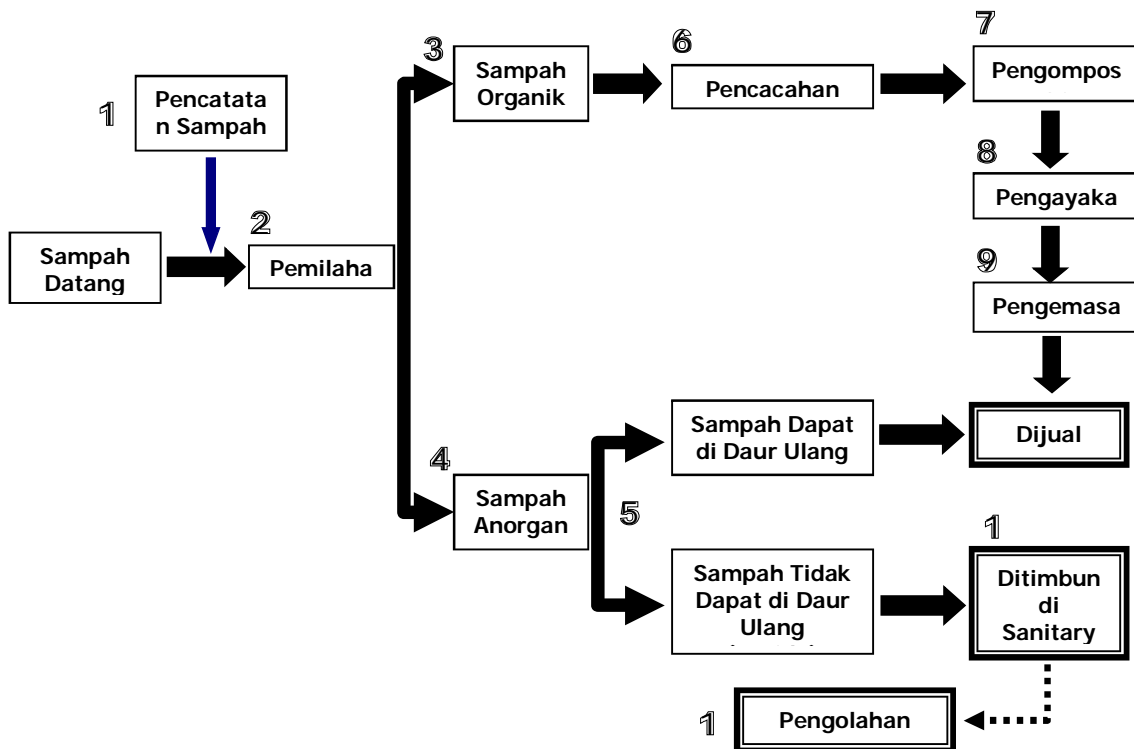 1
Pencatata
n Sampah
Sampah
Datang
2
Pemilaha
3
Sampah
Organik
6
Pencacahan
7
Pengompos
8
Pengayaka
9
Pengemasa
Dijual
4
Sampah
Anorgan
5
Sampah Dapat
di Daur Ulang
Sampah Tidak
Dapat di Daur
Ulang
1
Ditimbun
di
Sanitary
1
Pengolahan